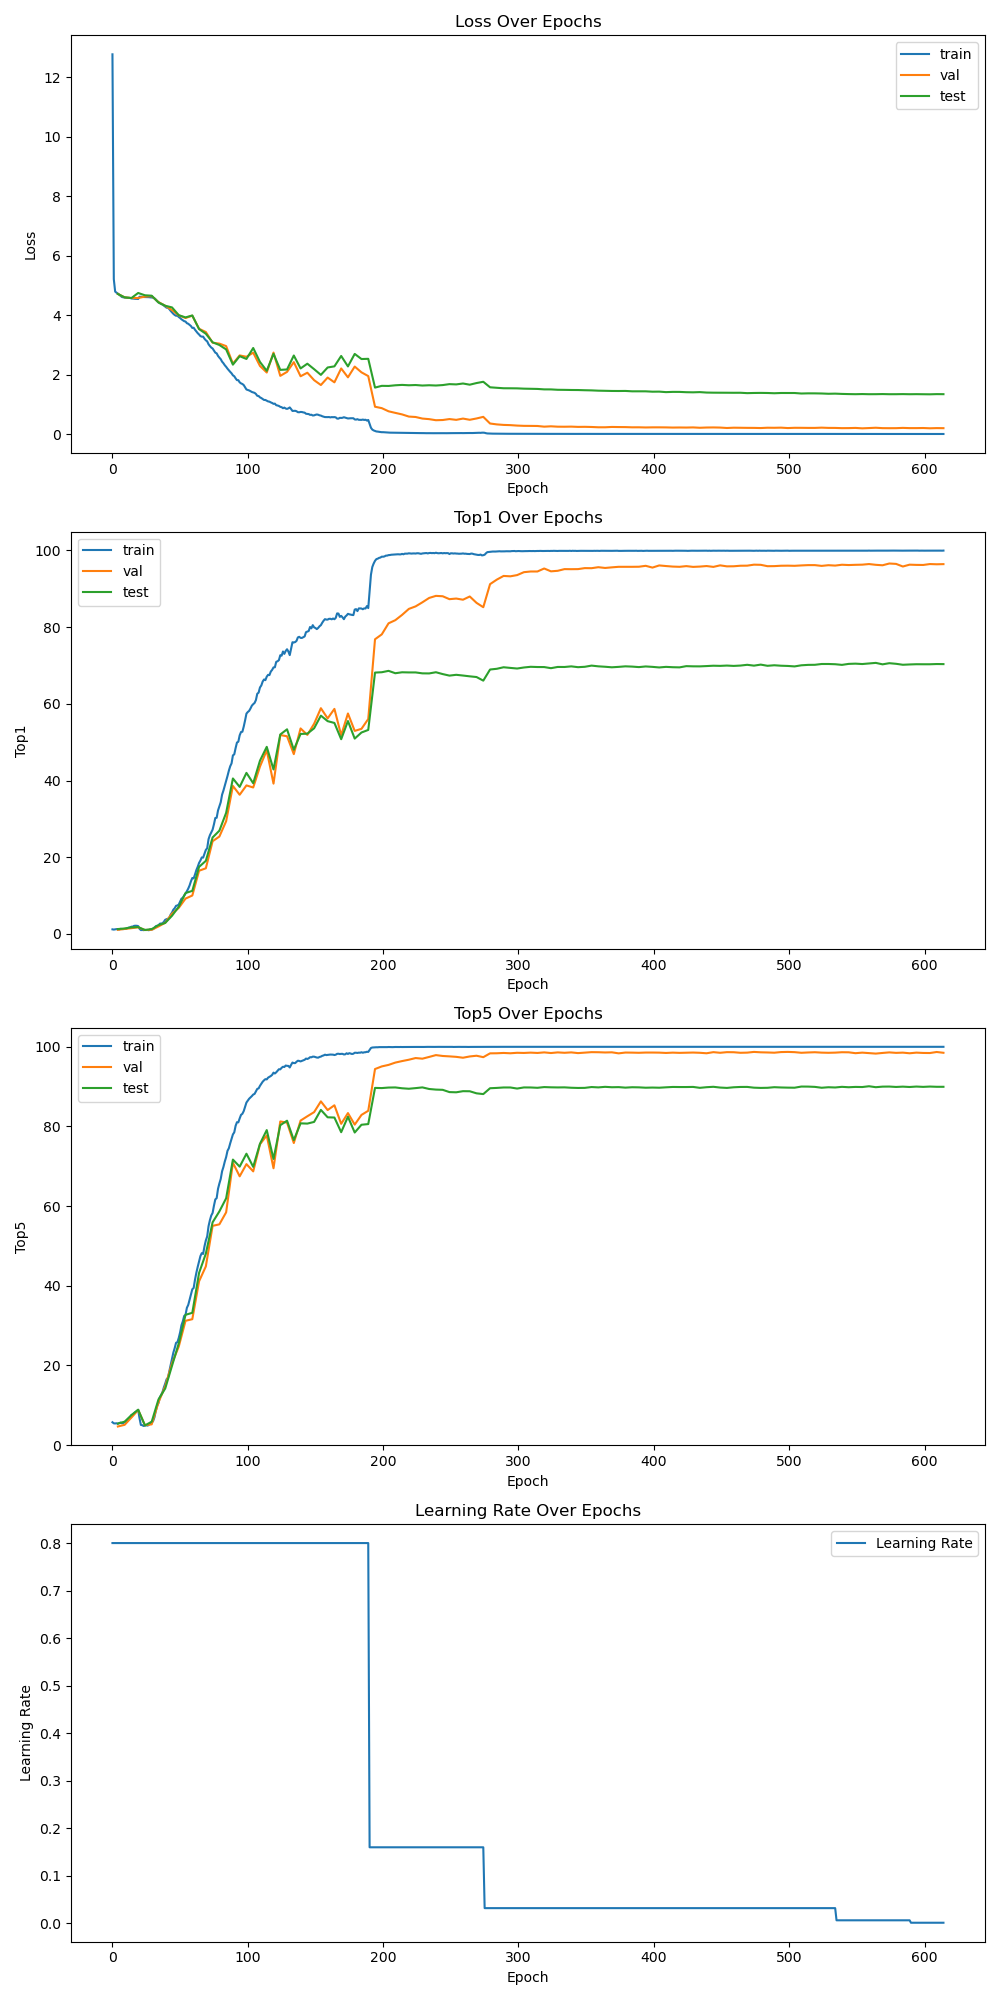 Loss Over Epochs
train
val
test
12
10
8
6
4
2
0
Loss
0 100 200 300 400 500 600
Epoch
Top1 Over Epochs
train
val
test
100
80
60
40
20
0
Top1
0 100 200 300 400 500 600
Epoch
Top5 Over Epochs
train
val
test
100
80
60
40
20
0
Top5
0 100 200 300 400 500 600
Epoch
Learning Rate Over Epochs
Learning Rate
0.8
0.7
0.6
0.5
0.4
0.3
0.2
0.1
0.0
Learning Rate
0 100 200 300 400 500 600
Epoch